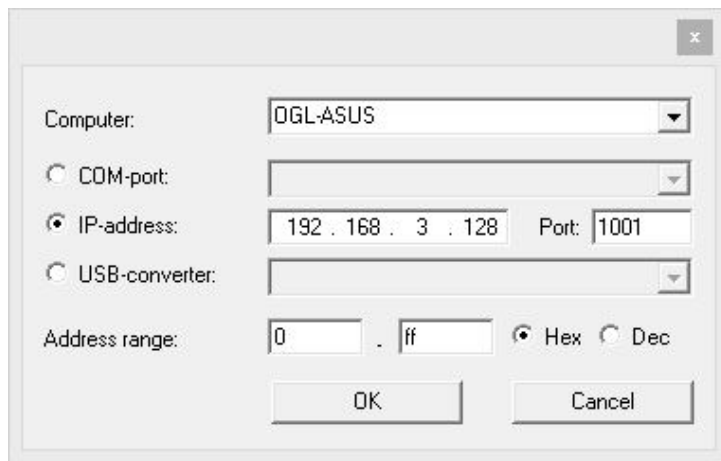 x
Computer: OGL-ASUS
COM-port:
IP-address: 192 . 168 . 3 . 128 Port: 1001
USB-converter:
Address range: 0 . ff Hex Dec
OK Cancel